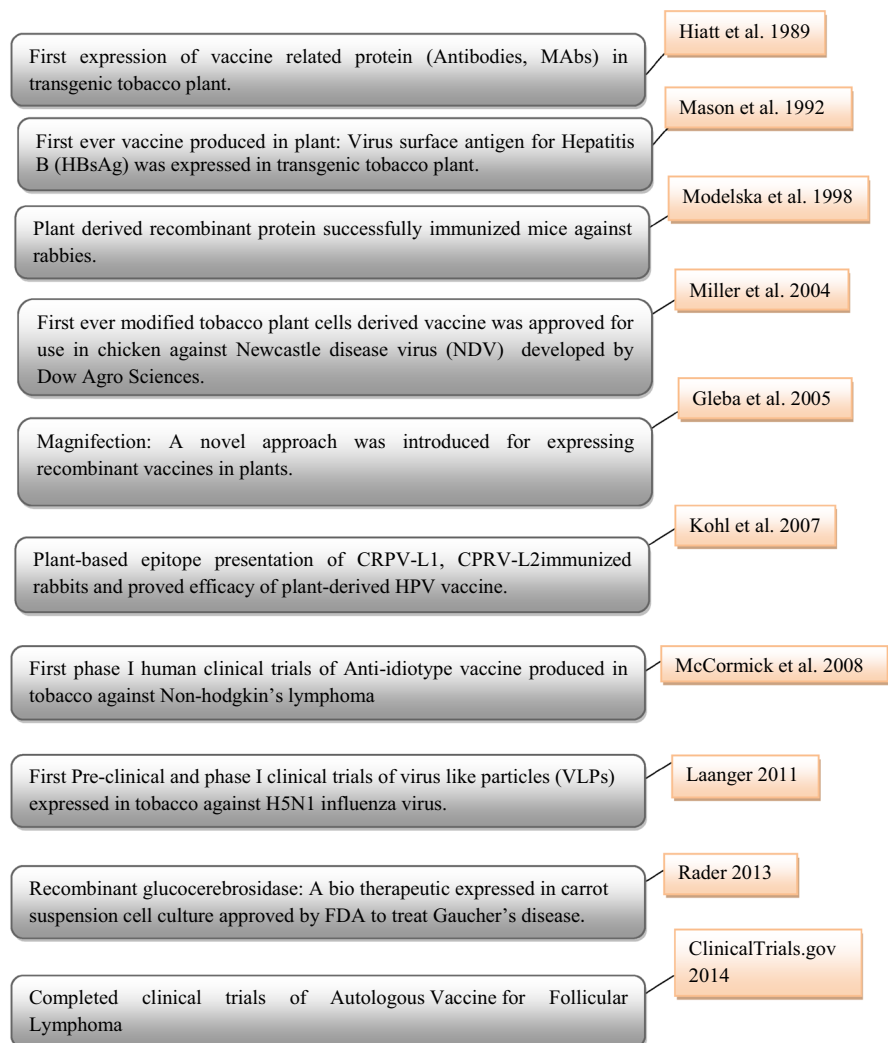 Hiatt et al. 1989
First expression of vaccine related protein (Antibodies, MAbs) in
transgenic tobacco plant.
Mason et al. 1992
First ever vaccine produced in plant: Virus surface antigen for Hepatitis
B (HBsAg) was expressed in transgenic tobacco plant.
Modelska et al. 1998
Plant derived recombinant protein successfully immunized mice against
rabbies.
Miller et al. 2004
First ever modified tobacco plant cells derived vaccine was approved for
use in chicken against Newcastle disease virus (NDV) developed by
Dow Agro Sciences.
Gleba et al. 2005
Magnifection: A novel approach was introduced for expressing
recombinant vaccines in plants.
Kohl et al. 2007
Plant-based epitope presentation of CRPV-L1, CPRV-L2immunized
rabbits and proved efficacy of plant-derived HPV vaccine.
McCormick et al. 2008
First phase I human clinical trials of Anti-idiotype vaccine produced in
tobacco against Non-hodgkin’s lymphoma
Laanger 2011
First Pre-clinical and phase I clinical trials of virus like particles (VLPs)
expressed in tobacco against H5N1 influenza virus.
Rader 2013
Recombinant glucocerebrosidase: A bio therapeutic expressed in carrot
suspension cell culture approved by FDA to treat Gaucher’s disease.
ClinicalTrials.gov
2014
Completed clinical trials of Autologous Vaccine for Follicular
Lymphoma